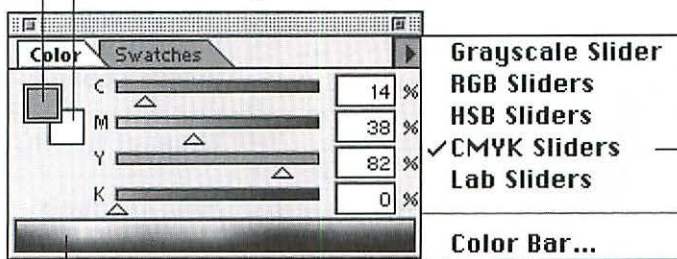 Color Swatches
C 14 %
M 38 %
Y 82 %
K 0 %
Grayscale Slider
RGB Sliders
HSB Sliders
✓CMYK Sliders
Lab Sliders
Color Bar...